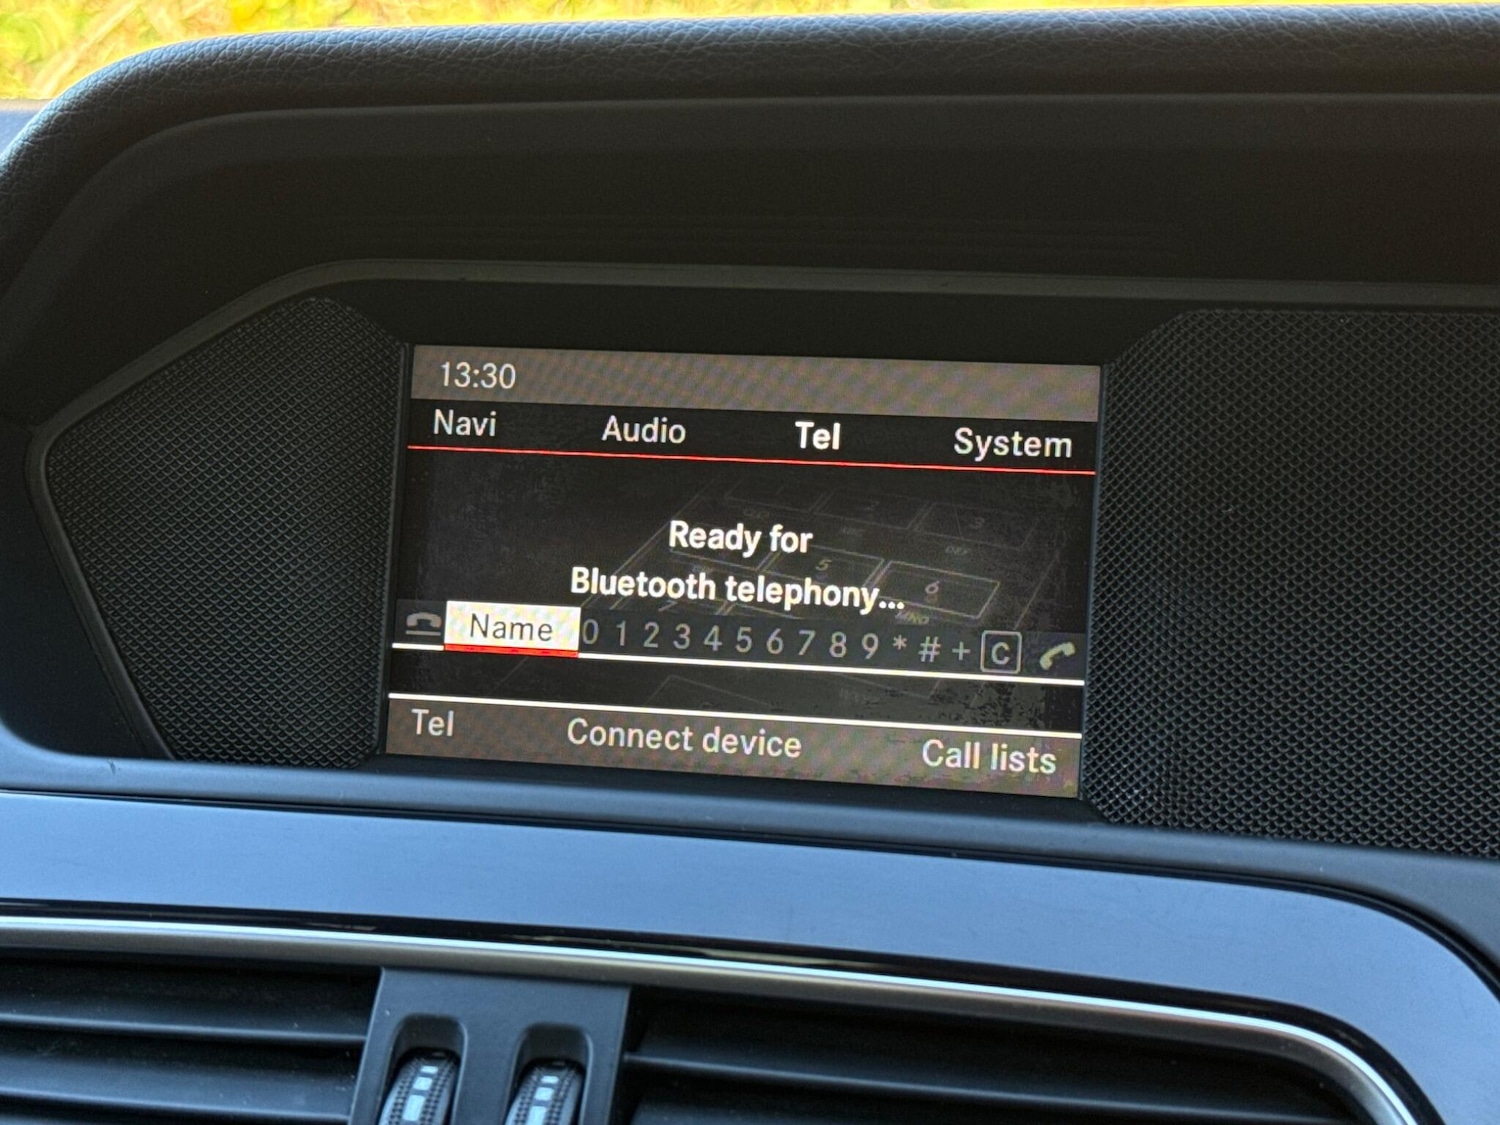 13:30
Navi Audio Tel System
Ready for
Bluetooth telephony...
Name 0 1 2 3 4 5 6 7 8 9 * # + C
Tel Connect device Call lists